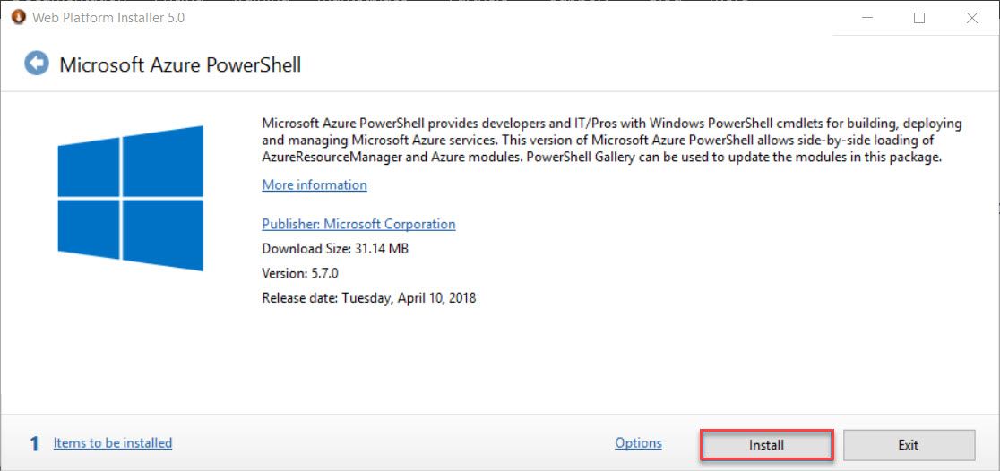 Web Platform Installer 5.0
Microsoft Azure PowerShell
Microsoft Azure PowerShell provides developers and IT/Pros with Windows PowerShell cmdlets for building, deploying
and managing Microsoft Azure services. This version of Microsoft Azure PowerShell allows side-by-side loading of
AzureResourceManager and Azure modules. PowerShell Gallery can be used to update the modules in this package.
More information
Publisher: Microsoft Corporation
Download Size: 31.14 MB
Version: 5.7.0
Release date: Tuesday, April 10, 2018
1 Items to be installed
Options
Install
Exit